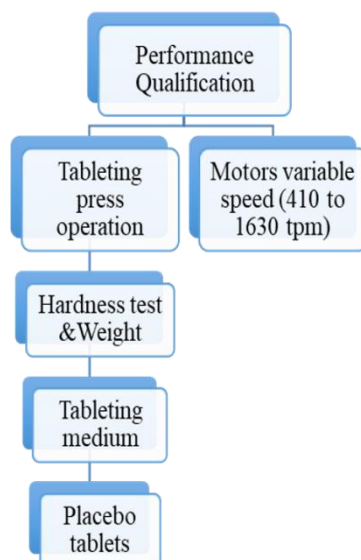 Performance
Qualification
Tableting
press
operation
Motors variable
speed (410 to
1630 tpm)
Hardness test
&Weight
Tableting
medium
Placebo
tablets